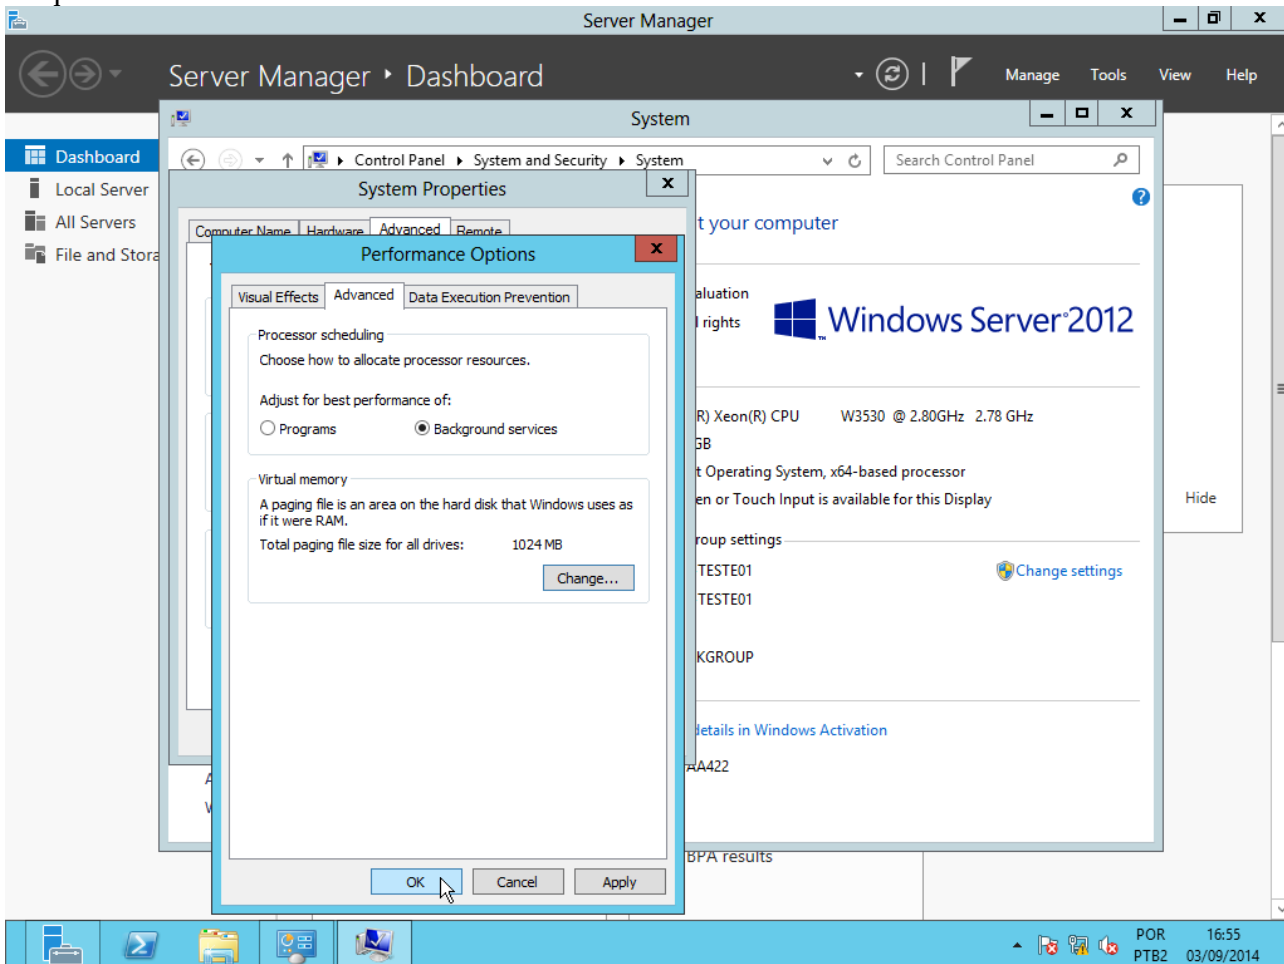 Server Manager
Server Manager • Dashboard
Manage Tools View Help
System
Dashboard
Local Server
All Servers
File and Stora
Control Panel System and Security System
Search Control Panel
System Properties
Computer Name Hardware Advanced Remote
t your computer
Performance Options
Visual Effects Advanced Data Execution Prevention
aluation
l rights
Windows Server 2012
Processor scheduling
Choose how to allocate processor resources.
Adjust for best performance of:
Programs Background services
R) Xeon(R) CPU W3530 @ 2.80GHz 2.78 GHz
GB
t Operating System, x64-based processor
en or Touch Input is available for this Display
Hide
Virtual memory
A paging file is an area on the hard disk that Windows uses as
if it were RAM.
Total paging file size for all drives: 1024 MB
Change...
roup settings
TESTE01
Change settings
TESTE01
KGROUP
details in Windows Activation
AA422
BPA results
OK Cancel Apply
POR 16:55
PTB2 03/09/2014